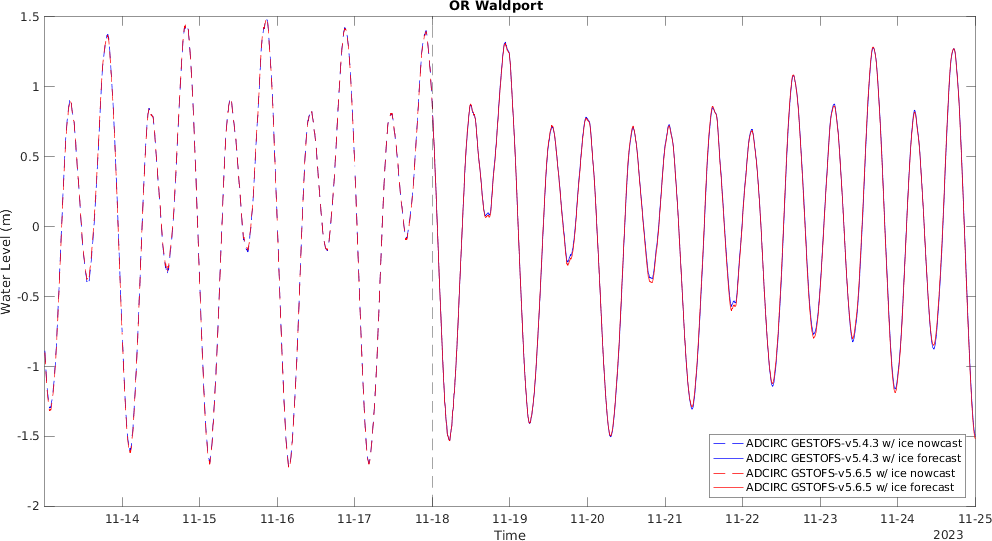 OR Waldport
1.5
1
0.5
0
-0.5
-1
-1.5
-2
Water Level (m)
ADCIRC GESTOFS-v5.4.3 w/ ice nowcast
ADCIRC GESTOFS-v5.4.3 w/ ice forecast
ADCIRC GSTOFS-v5.6.5 w/ ice nowcast
ADCIRC GSTOFS-v5.6.5 w/ ice forecast
11-14 11-15 11-16 11-17 11-18 11-19 11-20 11-21 11-22 11-23 11-24 11-25
Time
2023